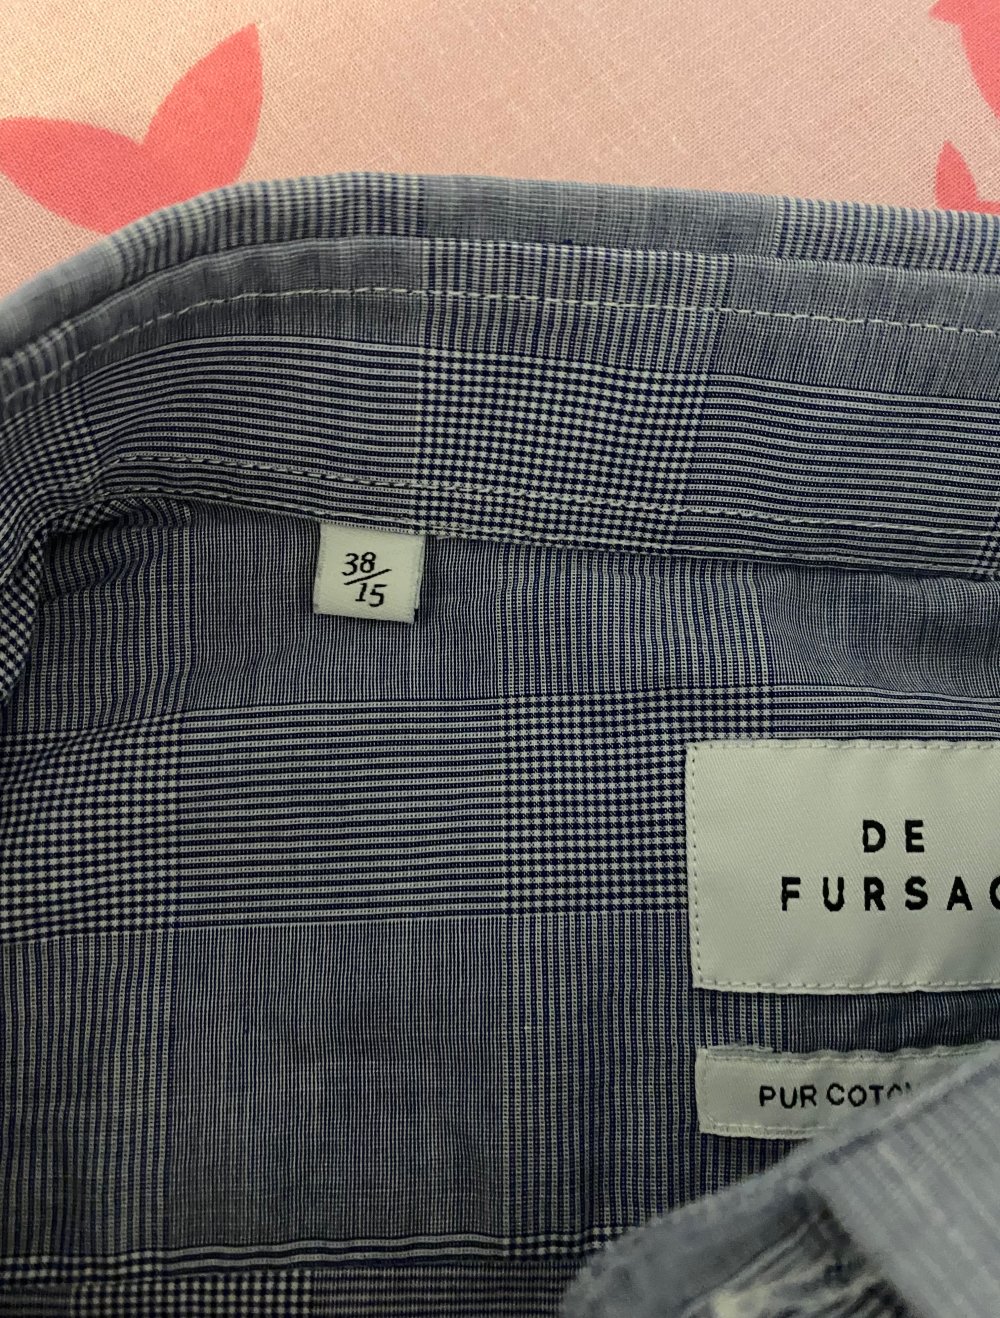 38/15
DE
FURSAC
PUR COTON